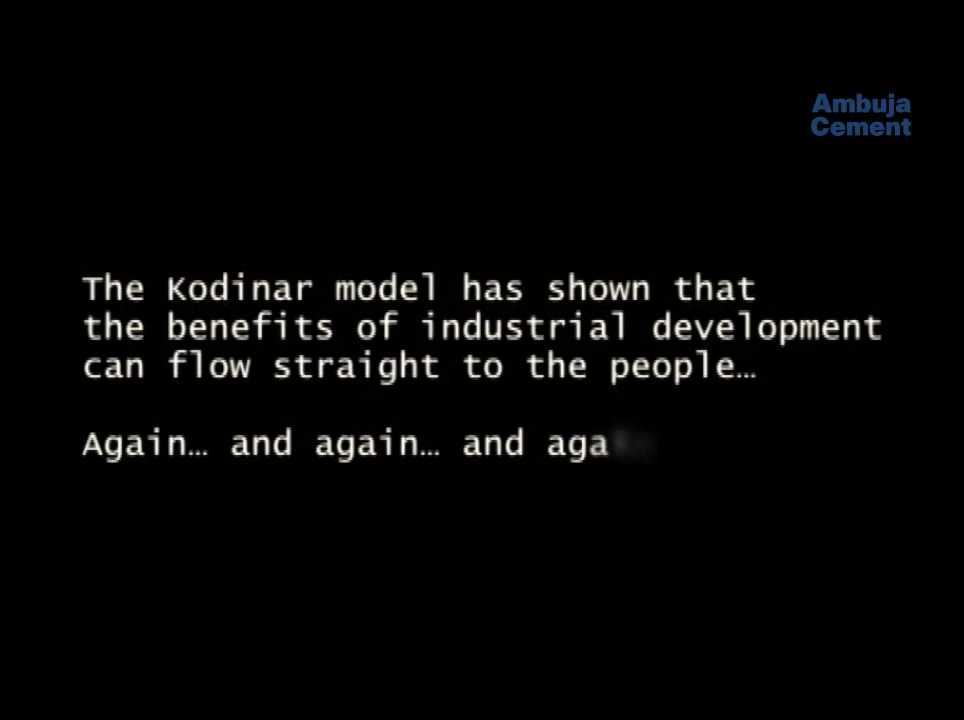 Ambuja
Cement
The Kodinar model has shown that
the benefits of industrial development
can flow straight to the people…
Again… and again… and aga